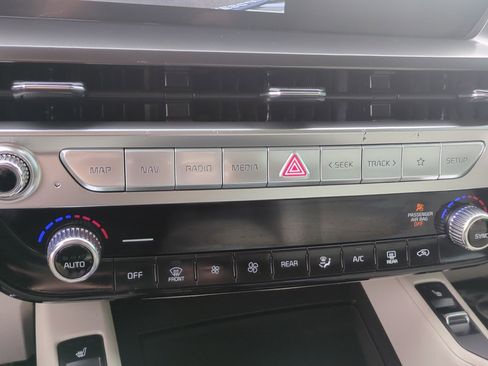 MAP NAV RADIO MEDIA < SEEK TRACK > SETUP
PASSENGER
AIR BAG
OFF
AUTO SYNC
OFF FRONT REAR A/C REAR